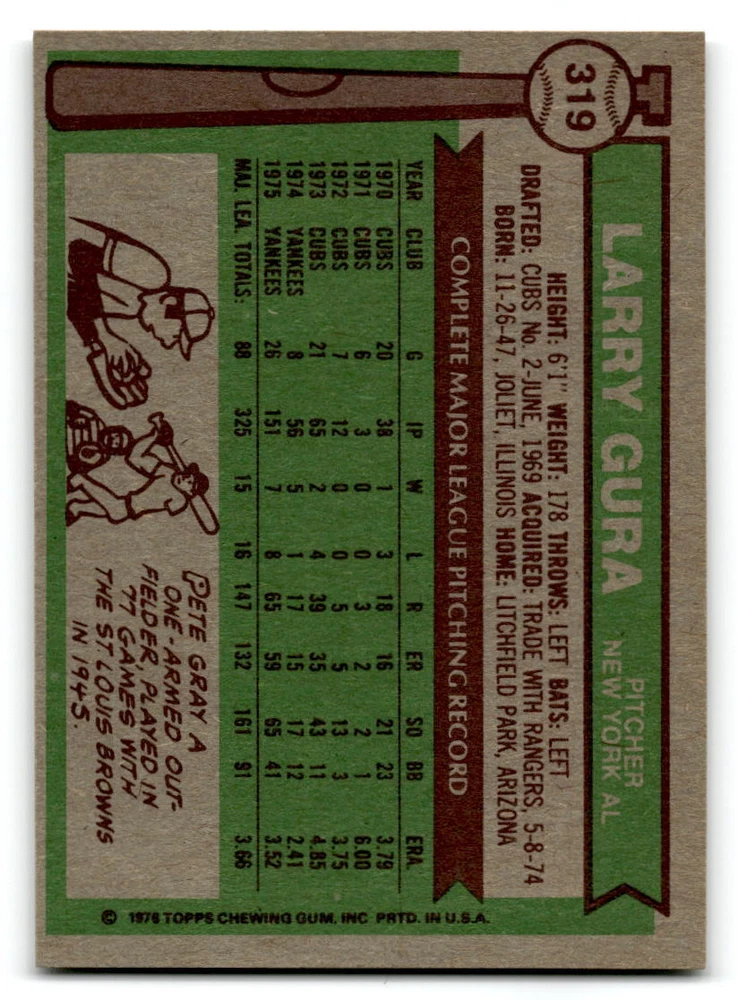 319
LARRY GURA
PITCHER
NEW YORK AL
HEIGHT: 6'1" WEIGHT: 178 THROWS: LEFT BATS: LEFT
DRAFTED: CUBS No. 2-JUNE, 1969 ACQUIRED: TRADE WITH RANGERS, 5-8-74
BORN: 11-26-47, JOLIET, ILLINOIS HOME: LITCHFIELD PARK, ARIZONA
COMPLETE MAJOR LEAGUE PITCHING RECORD
YEAR CLUB G IP W L R ER SO BB ERA.
1970 CUBS 20 38 1 3 18 16 21 23 3.79
1971 CUBS 6 3 0 0 3 2 2 1 6.00
1972 CUBS 7 12 0 0 5 5 13 3 3.75
1973 CUBS 21 65 2 4 39 35 43 11 4.85
1974 YANKEES 8 56 5 1 17 15 17 12 2.41
1975 YANKEES 26 151 7 8 65 59 65 41 3.52
MAJ. LEA. TOTALS: 88 325 15 16 147 132 161 91 3.66
PETE GRAY A
ONE-ARMED OUT-
FIELDER PLAYED IN
77 GAMES WITH
THE ST LOUIS BROWNS
IN 1945.
© 1976 TOPPS CHEWING GUM, INC PRTD. IN U.S.A.